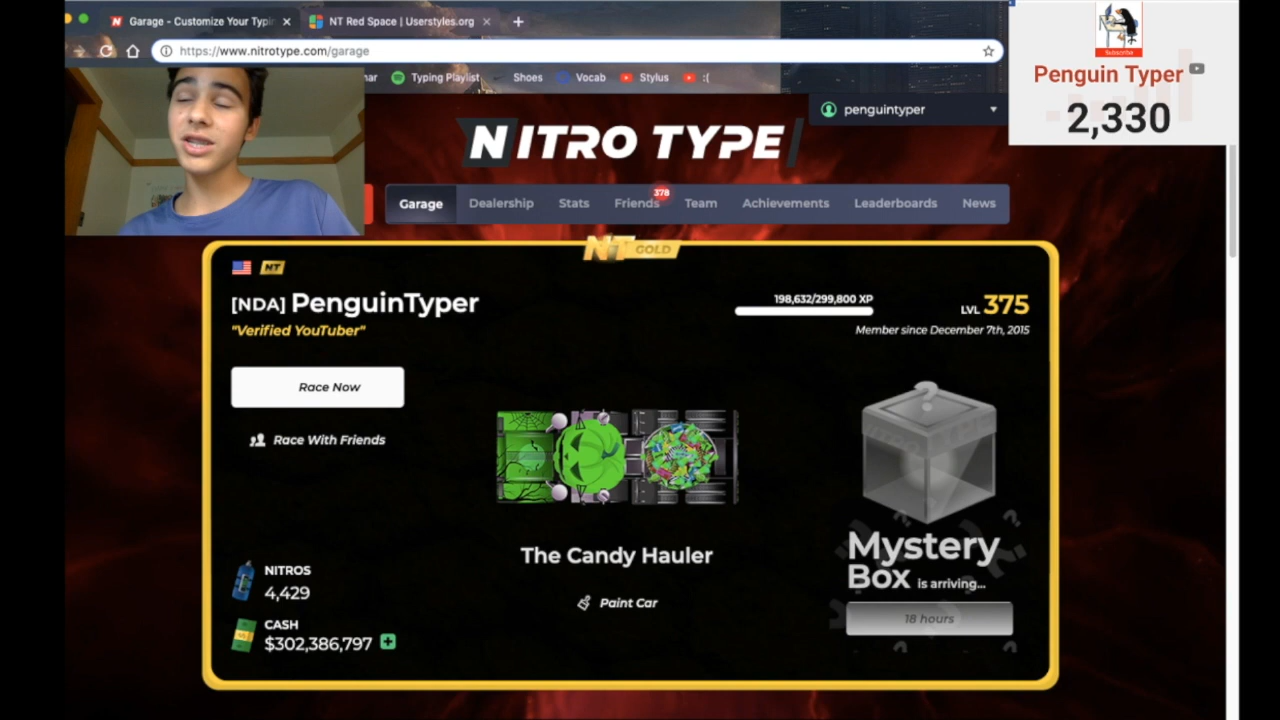 Garage - Customize Your Typin
NT Red Space | Userstyles.org
https://www.nitrotype.com/garage
Typing Playlist
Shoes
Vocab
Stylus
:(
Subscribe
Penguin Typer
2,330
penguintyper
NITRO TYPE
Garage
Dealership
Stats
Friends
378
Team
Achievements
Leaderboards
News
NT GOLD
NT
[NDA] PenguinTyper
"Verified YouTuber"
198,632/299,800 XP
LVL 375
Member since December 7th, 2015
Race Now
Race With Friends
The Candy Hauler
Paint Car
NITROS
4,429
CASH
$302,386,797
Mystery
Box is arriving...
18 hours